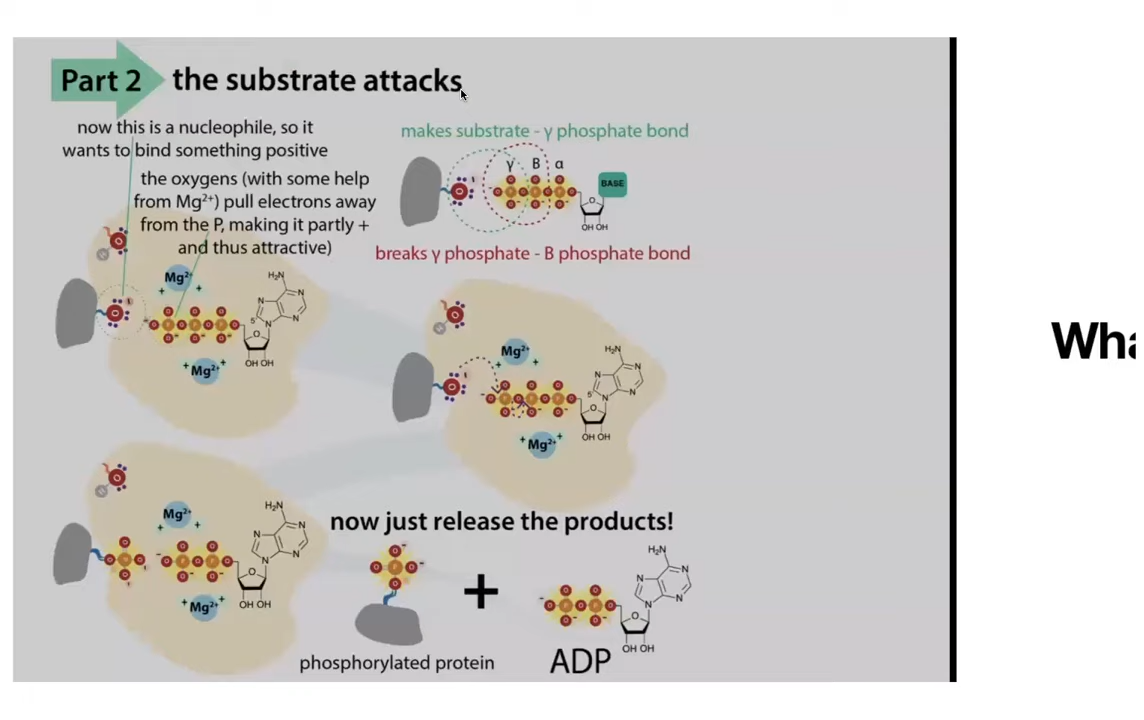 Part 2 the substrate attacks
now this is a nucleophile, so it
wants to bind something positive
the oxygens (with some help
from Mg²⁺) pull electrons away
from the P, making it partly +
and thus attractive)
makes substrate - γ phosphate bond
γ B α
BASE
OH OH
breaks γ phosphate - B phosphate bond
Mg²⁺
H₂N
N N
N N
5'
O
OH OH
Mg²⁺
Mg²⁺
H₂N
N N
N N
5'
O
OH OH
Mg²⁺
Mg²⁺
H₂N
N N
N N
O
OH OH
Mg²⁺
now just release the products!
+
H₂N
N N
N N
O
OH OH
phosphorylated protein
ADP